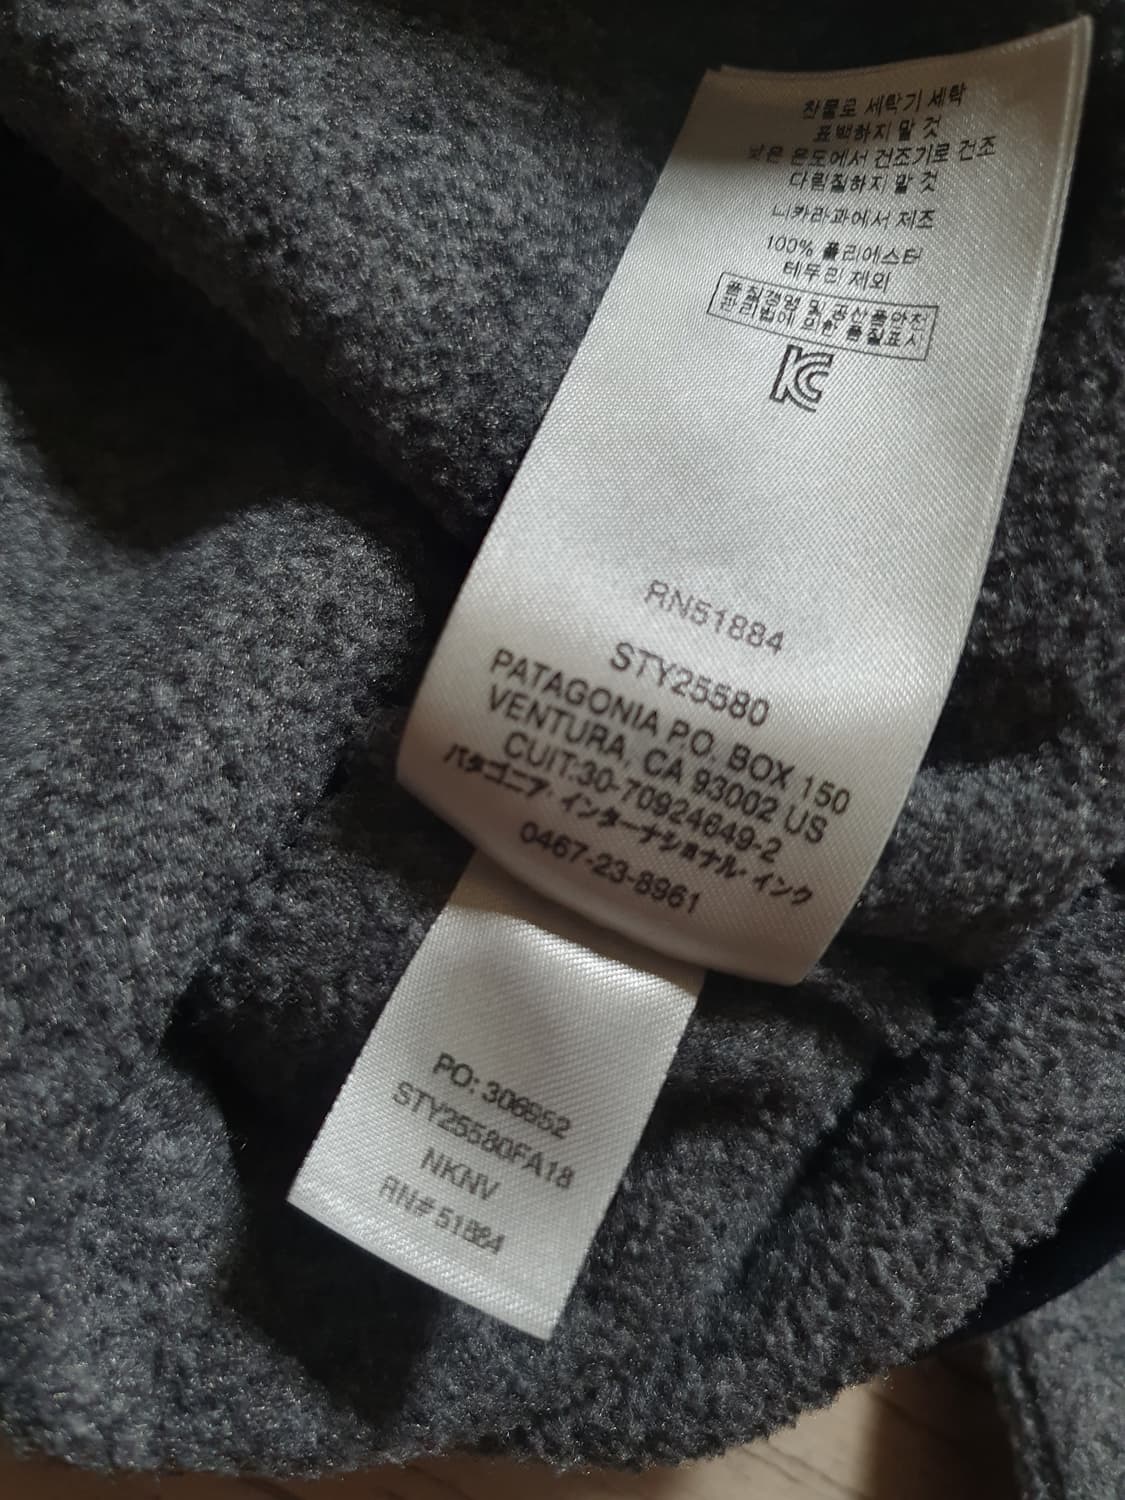 찬물로 세탁기 세탁
표백하지 말 것
낮은 온도에서 건조기로 건조
다림질하지 말 것
니카라과에서 제조
100% 폴리에스터
테두리 제외
품질경영 및 공산품안전
관리법에 의한 품질표시
KC
RN51884
STY25580
PATAGONIA P.O. BOX 150
VENTURA, CA 93002 US
CUIT:30-70924849-2
パタゴニア・インターナショナル・インク
0467-23-8961
PO: 306852
STY25580FA18
NKNV
RN# 51884